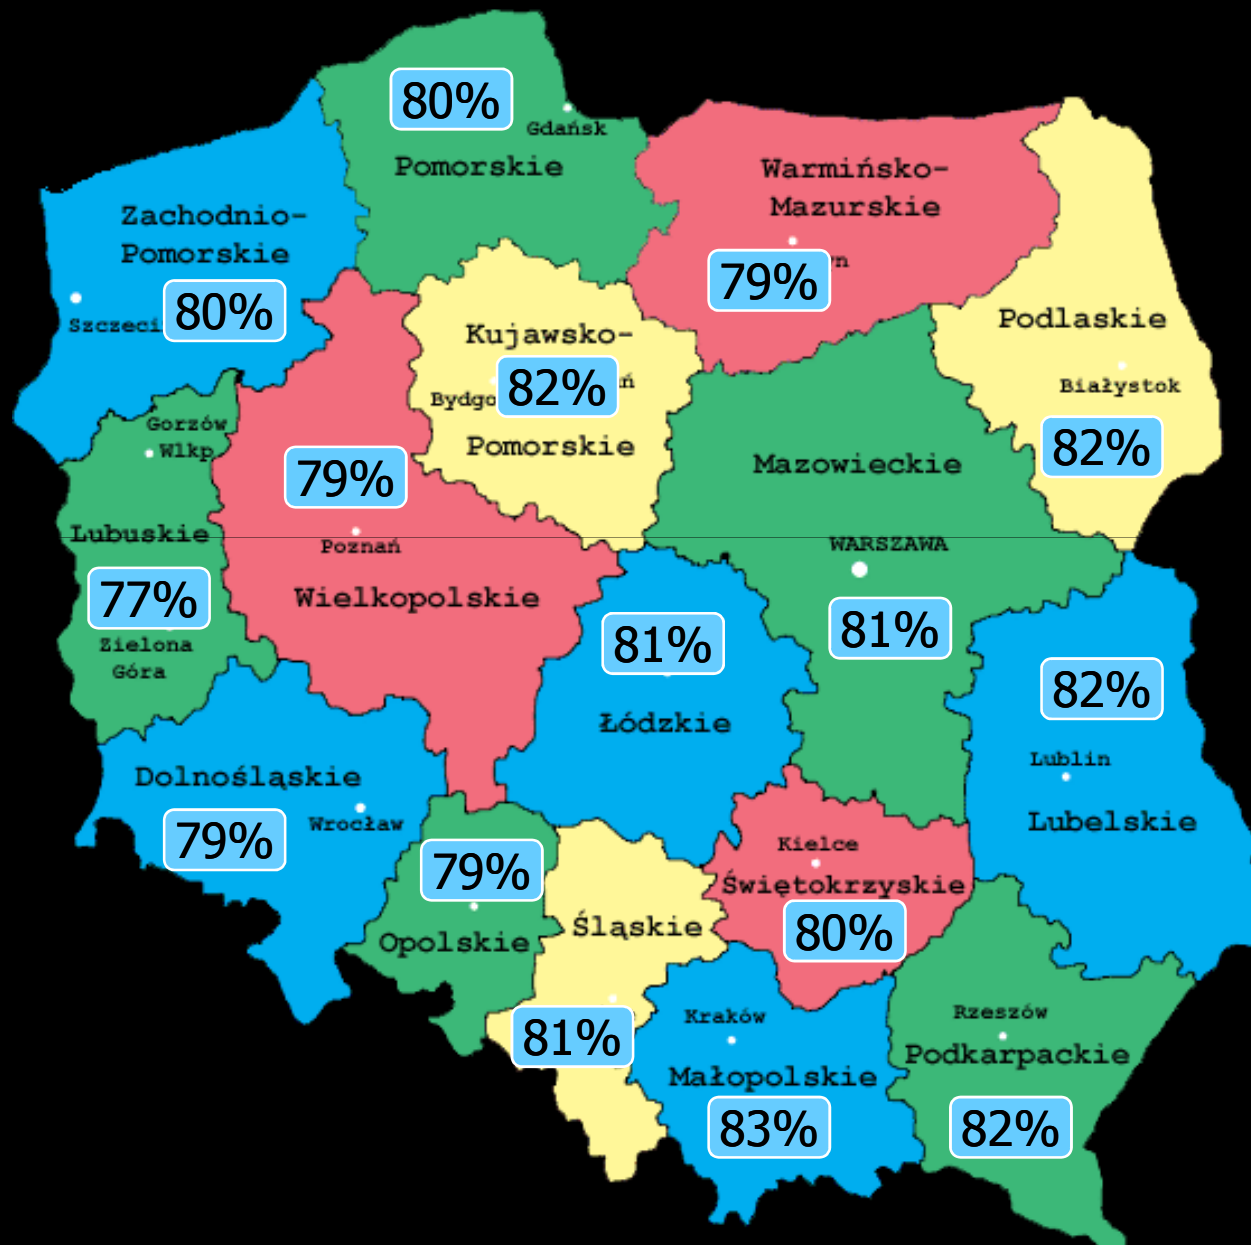 80%
Gdańsk
Pomorskie
Warmińsko-
Mazurskie
79%
Zachodnio-
Pomorskie
80%
Kujawsko-
82%
Pomorskie
Podlaskie
Białystok
82%
Gorzów
Wlkp
Lubuskie
77%
Zielona
Góra
79%
Poznań
Wielkopolskie
Mazowieckie
WARSZAWA
81%
81%
Łódzkie
82%
Lublin
Lubelskie
Dolnośląskie
79%
Wrocław
79%
Opolskie
Śląskie
81%
Kielce
Świętokrzyskie
80%
Kraków
Małopolskie
83%
Rzeszów
Podkarpackie
82%